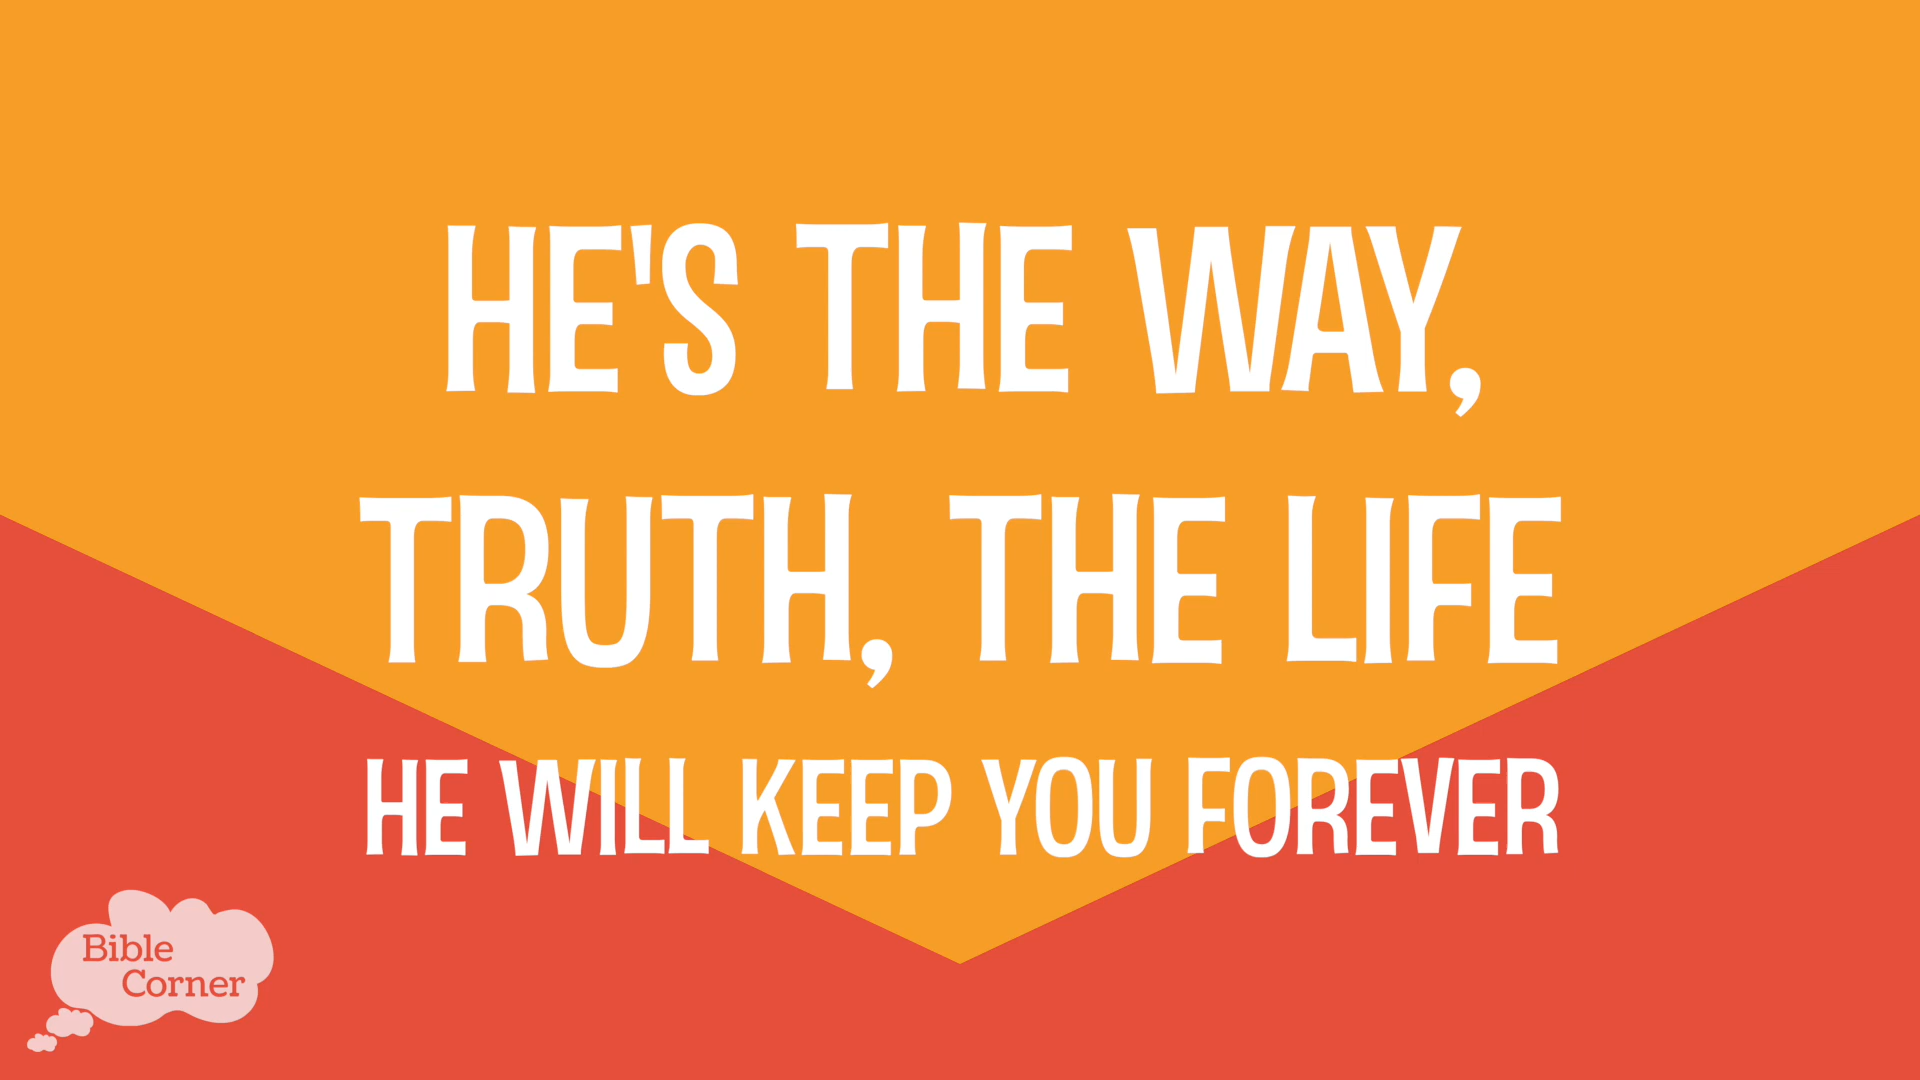 HE'S THE WAY,
TRUTH, THE LIFE
HE WILL KEEP YOU FOREVER
Bible
Corner